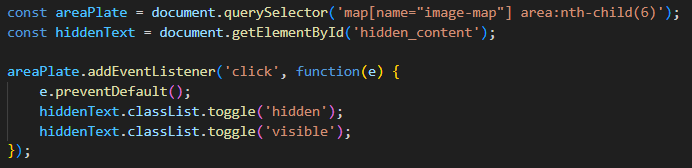 const areaPlate = document.querySelector('map[name="image-map"] area:nth-child(6)');
const hiddenText = document.getElementById('hidden_content');

areaPlate.addEventListener('click', function(e) {
    e.preventDefault();
    hiddenText.classList.toggle('hidden');
    hiddenText.classList.toggle('visible');
});